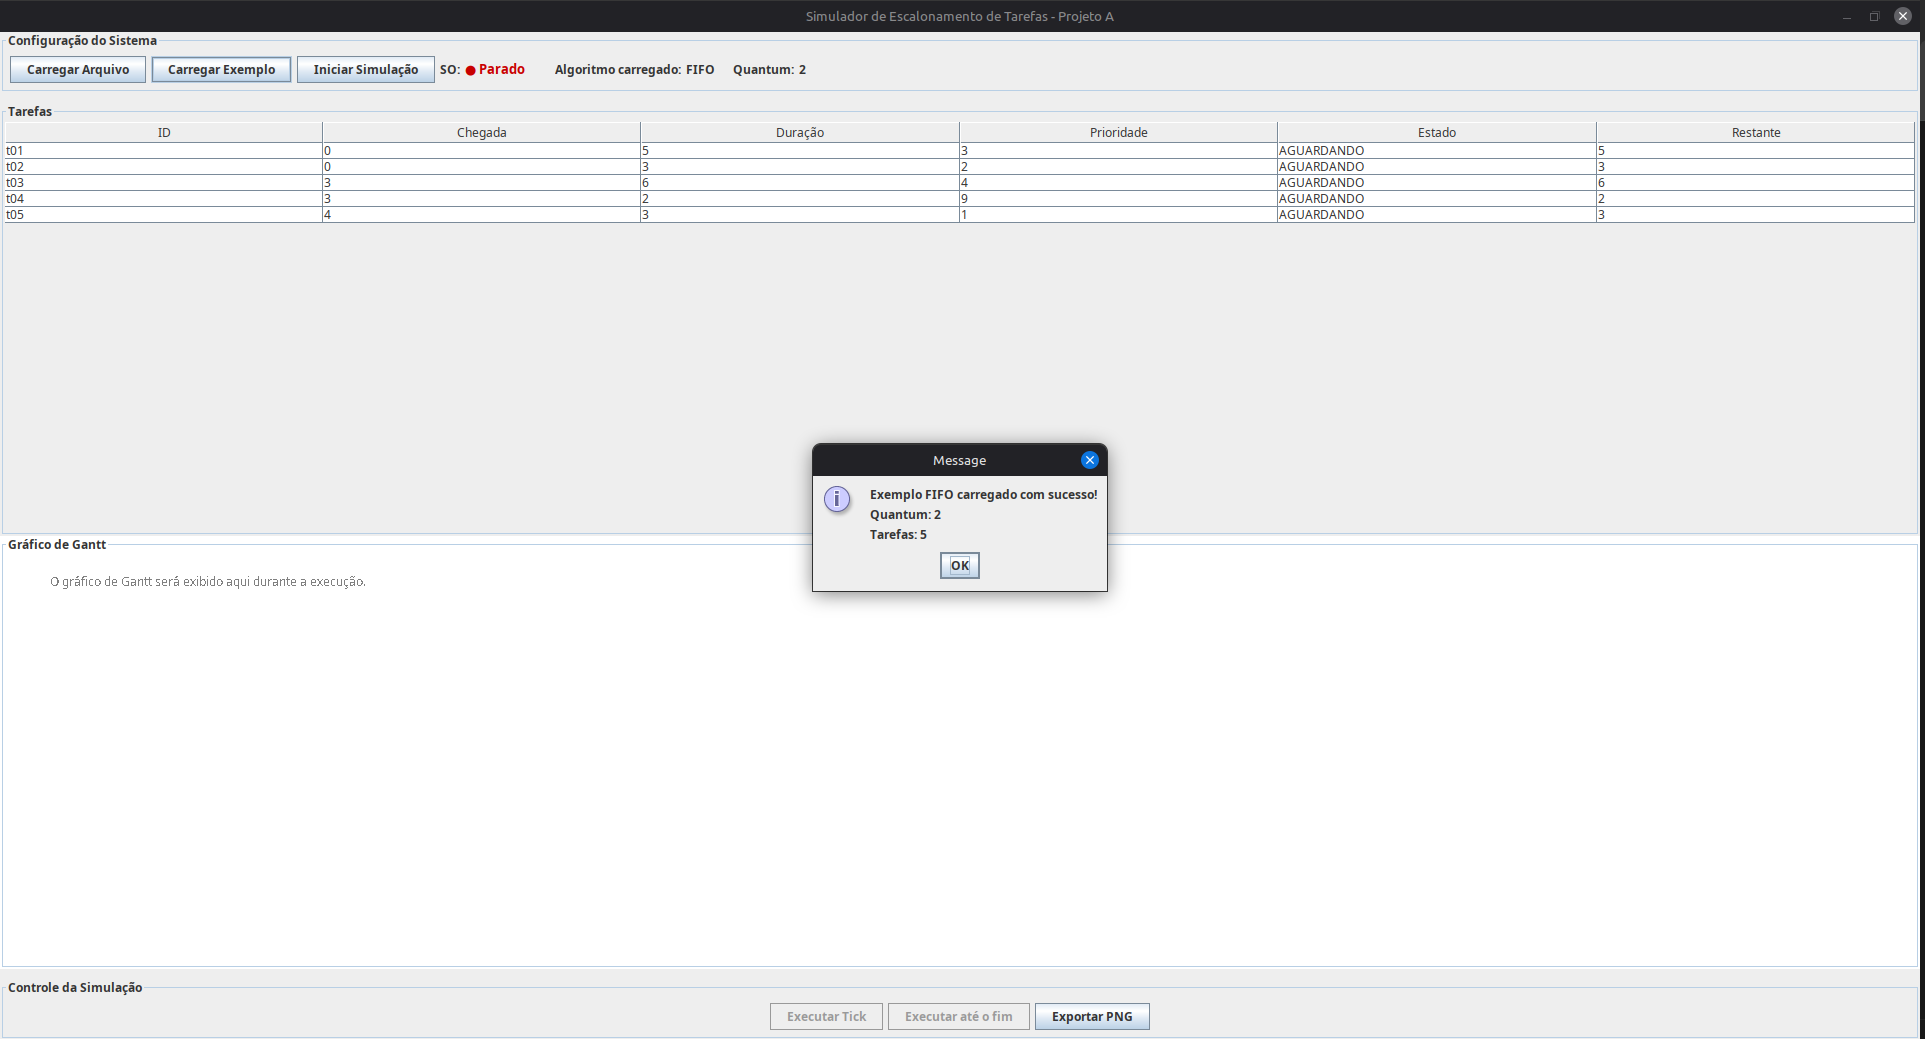 Simulador de Escalonamento de Tarefas - Projeto A
Configuração do Sistema
Carregar Arquivo Carregar Exemplo Iniciar Simulação SO: ● Parado Algoritmo carregado: FIFO Quantum: 2
Tarefas
ID Chegada Duração Prioridade Estado Restante
t01 0 5 3 AGUARDANDO 5
t02 0 3 2 AGUARDANDO 3
t03 3 6 4 AGUARDANDO 6
t04 3 2 9 AGUARDANDO 2
t05 4 3 1 AGUARDANDO 3
Message
Exemplo FIFO carregado com sucesso!
Quantum: 2
Tarefas: 5
OK
Gráfico de Gantt
O gráfico de Gantt será exibido aqui durante a execução.
Controle da Simulação
Executar Tick Executar até o fim Exportar PNG